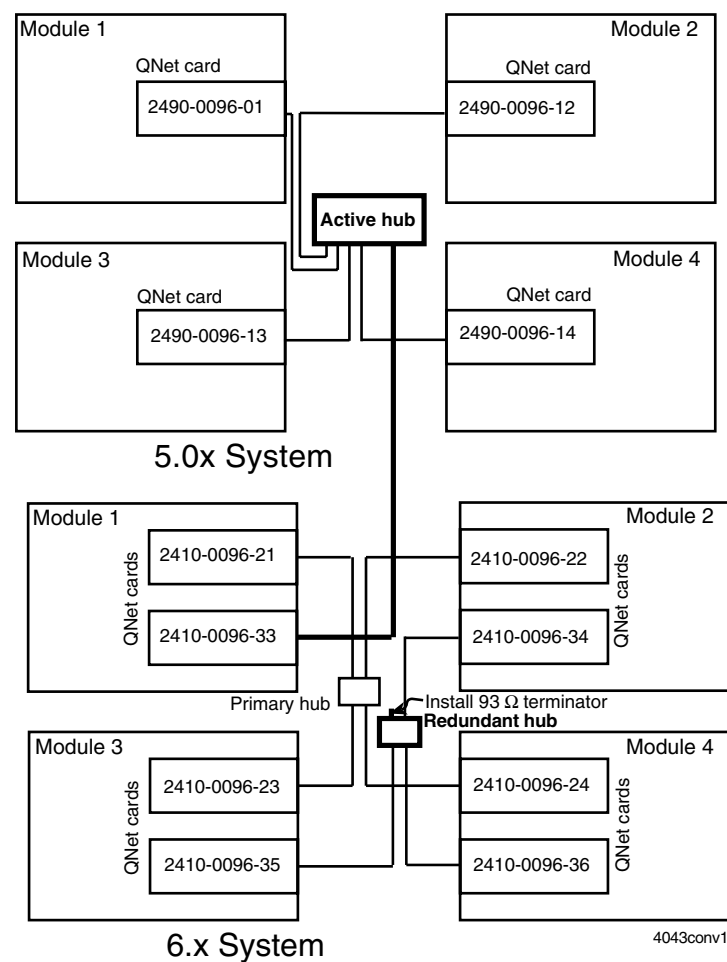 Module 1
Module 2
QNet card
QNet card
2490-0096-01
2490-0096-12
Active hub
Module 3
Module 4
QNet card
QNet card
2490-0096-13
2490-0096-14
5.0x System
Module 1
Module 2
QNet cards
2410-0096-21
2410-0096-22
QNet cards
2410-0096-33
2410-0096-34
Primary hub
Install 93 Ω terminator
Redundant hub
Module 3
Module 4
QNet cards
2410-0096-23
2410-0096-24
QNet cards
2410-0096-35
2410-0096-36
6.x System
4043conv1